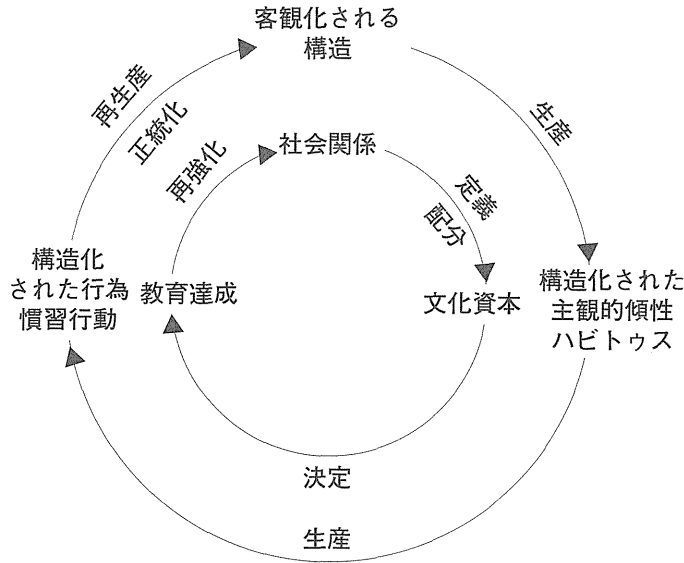 客観化される
構造
再生産
正統化
生産
再強化
社会関係
定義
配分
構造化
された行為
慣習行動
教育達成
文化資本
構造化された
主観的傾性
ハビトゥス
決定
生産